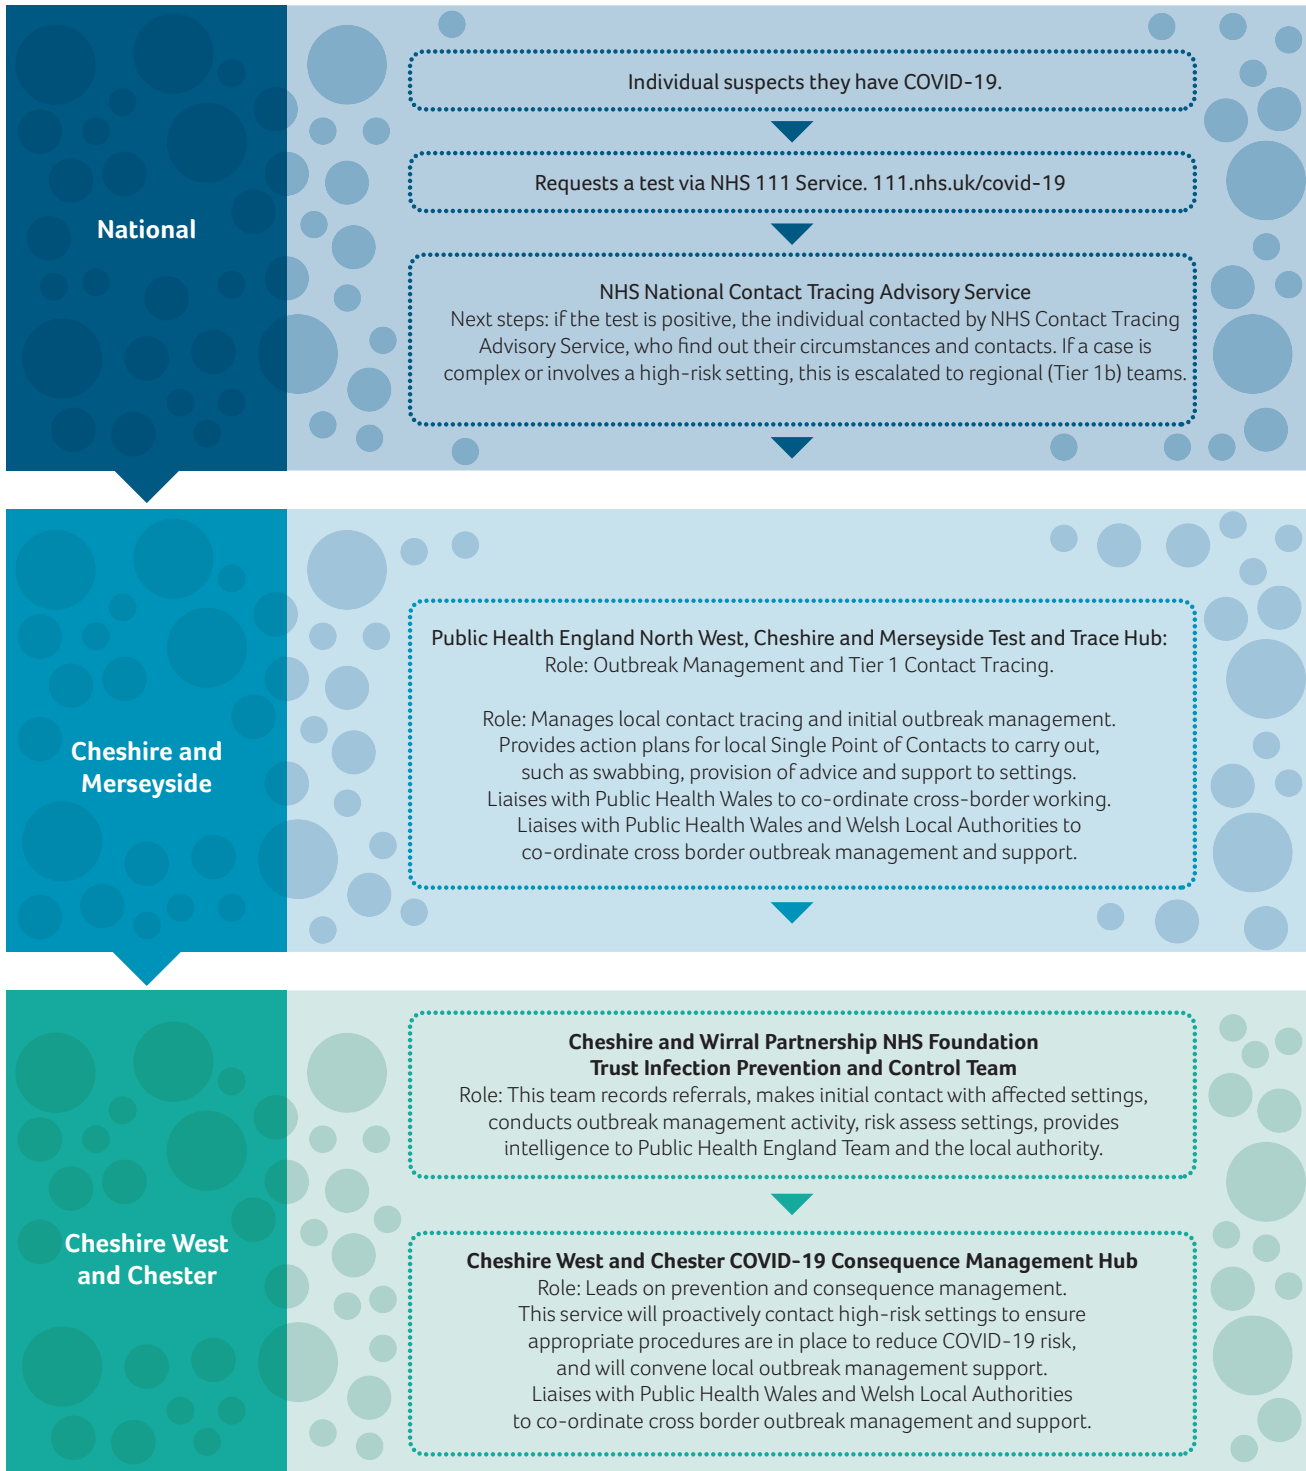 National
Individual suspects they have COVID-19.
Requests a test via NHS 111 Service. 111.nhs.uk/covid-19
NHS National Contact Tracing Advisory Service
Next steps: if the test is positive, the individual contacted by NHS Contact Tracing
Advisory Service, who find out their circumstances and contacts. If a case is
complex or involves a high-risk setting, this is escalated to regional (Tier 1b) teams.
Cheshire and
Merseyside
Public Health England North West, Cheshire and Merseyside Test and Trace Hub:
Role: Outbreak Management and Tier 1 Contact Tracing.
Role: Manages local contact tracing and initial outbreak management.
Provides action plans for local Single Point of Contacts to carry out,
such as swabbing, provision of advice and support to settings.
Liaises with Public Health Wales to co-ordinate cross-border working.
Liaises with Public Health Wales and Welsh Local Authorities to
co-ordinate cross border outbreak management and support.
Cheshire West
and Chester
Cheshire and Wirral Partnership NHS Foundation
Trust Infection Prevention and Control Team
Role: This team records referrals, makes initial contact with affected settings,
conducts outbreak management activity, risk assess settings, provides
intelligence to Public Health England Team and the local authority.
Cheshire West and Chester COVID-19 Consequence Management Hub
Role: Leads on prevention and consequence management.
This service will proactively contact high-risk settings to ensure
appropriate procedures are in place to reduce COVID-19 risk,
and will convene local outbreak management support.
Liaises with Public Health Wales and Welsh Local Authorities
to co-ordinate cross border outbreak management and support.